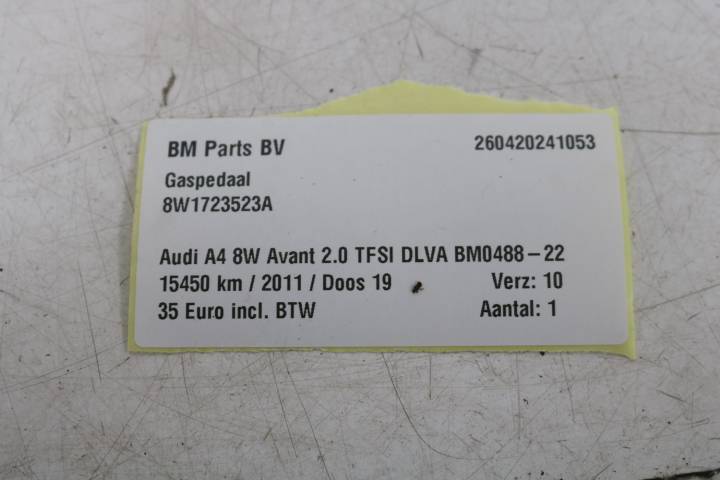 BM Parts BV 260420241053
Gaspedaal
8W1723523A
Audi A4 8W Avant 2.0 TFSI DLVA BM0488-22
15450 km / 2011 / Doos 19 Verz: 10
35 Euro incl. BTW Aantal: 1